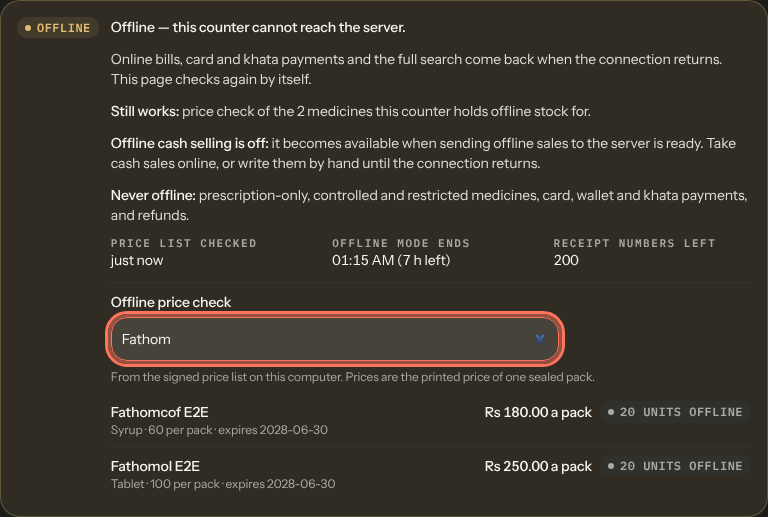 OFFLINE
Offline — this counter cannot reach the server.
Online bills, card and khata payments and the full search come back when the connection returns.
This page checks again by itself.
Still works: price check of the 2 medicines this counter holds offline stock for.
Offline cash selling is off: it becomes available when sending offline sales to the server is ready. Take
cash sales online, or write them by hand until the connection returns.
Never offline: prescription-only, controlled and restricted medicines, card, wallet and khata payments,
and refunds.
PRICE LIST CHECKED
just now
OFFLINE MODE ENDS
01:15 AM (7 h left)
RECEIPT NUMBERS LEFT
200
Offline price check
Fathom
From the signed price list on this computer. Prices are the printed price of one sealed pack.
Fathomcof E2E
Rs 180.00 a pack
20 UNITS OFFLINE
Syrup · 60 per pack · expires 2028-06-30
Fathomol E2E
Rs 250.00 a pack
20 UNITS OFFLINE
Tablet · 100 per pack · expires 2028-06-30